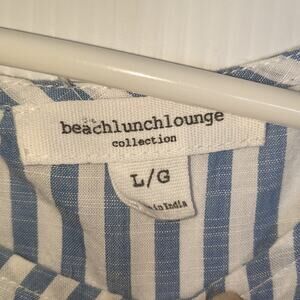 beachlunchlounge
collection
L/G
in India